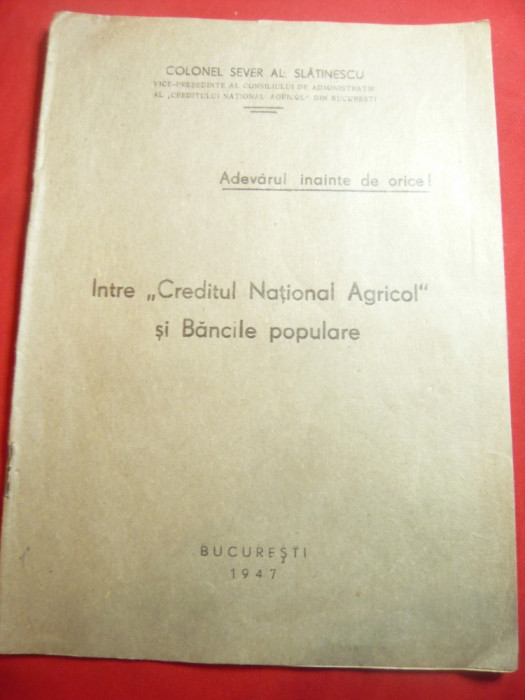 COLONEL SEVER AL. SLĂTINESCU
VICE-PREȘEDINTE AL CONSILIULUI DE ADMINISTRAȚIE
AL „CREDITULUI NAȚIONAL AGRICOL" DIN BUCUREȘTI
Adevărul inainte de orice!
Intre „Creditul Național Agricol"
și Băncile populare
BUCUREȘTI
1947